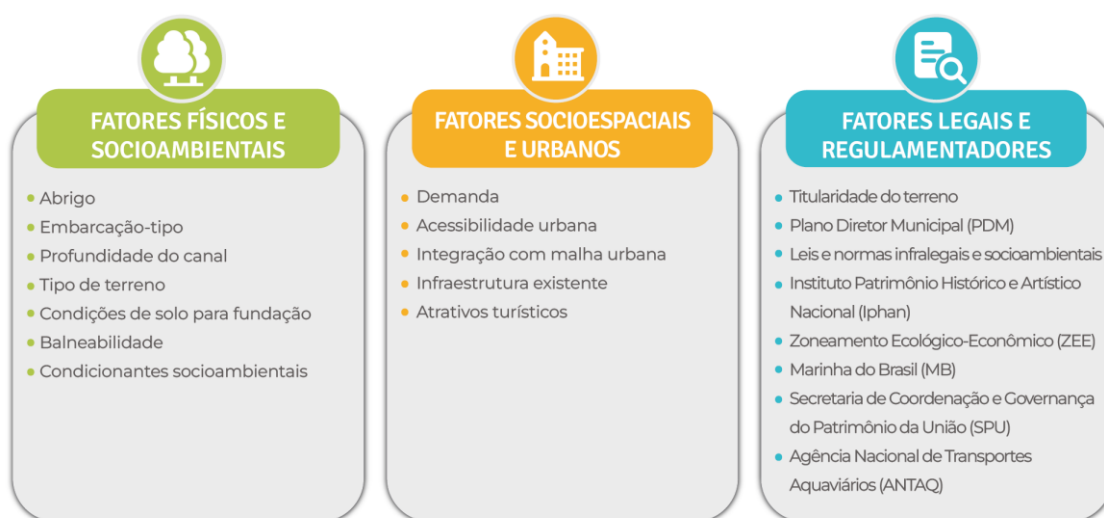 FATORES FÍSICOS E
SOCIOAMBIENTAIS
• Abrigo
• Embarcação-tipo
• Profundidade do canal
• Tipo de terreno
• Condições de solo para fundação
• Balneabilidade
• Condicionantes socioambientais
FATORES SOCIOESPACIAIS
E URBANOS
• Demanda
• Acessibilidade urbana
• Integração com malha urbana
• Infraestrutura existente
• Atrativos turísticos
FATORES LEGAIS E
REGULAMENTADORES
• Titularidade do terreno
• Plano Diretor Municipal (PDM)
• Leis e normas infralegais e socioambientais
• Instituto Patrimônio Histórico e Artístico
Nacional (Iphan)
• Zoneamento Ecológico-Econômico (ZEE)
• Marinha do Brasil (MB)
• Secretaria de Coordenação e Governança
do Patrimônio da União (SPU)
• Agência Nacional de Transportes
Aquaviários (ANTAQ)